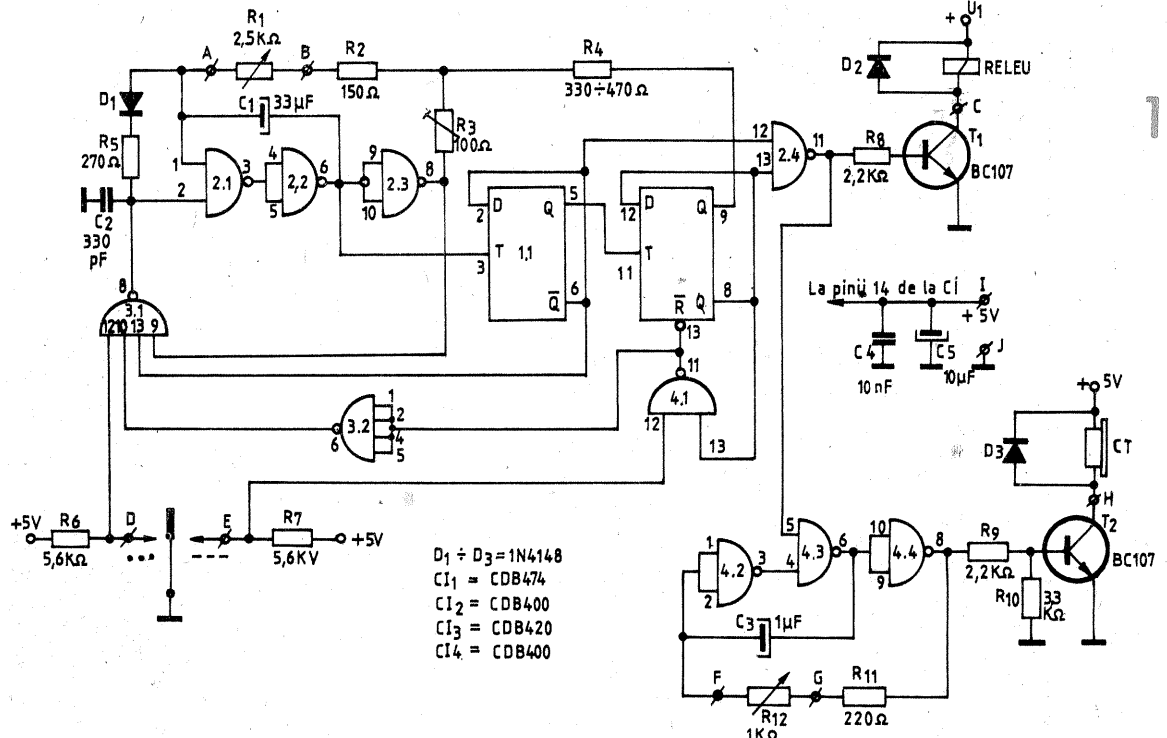 R1
2,5KΩ
A
B
R2
150Ω
R4
330÷470Ω
D1
C1
33µF
R3
100Ω
R5
270Ω
1
2
2.1
3
4
5
2,2
6
9
10
2.3
8
C2
330
pF
2
D
Q
5
1,1
T
3
Q
6
12
D
Q
9
T
11
Q
8
R
13
12
13
2.4
11
R8
2,2KΩ
+
U1
D2
RELEU
C
T1
BC107
8
3.1
12
10
13
9
11
4.1
12
13
1
2
3.2
4
5
6
La pinii 14 de la CI
I
+5V
C4
10nF
C5
10µF
J
+5V
R6
5,6KΩ
D
...
E
----
R7
5,6KV
+5V
D1 ÷ D3 = 1N4148
CI1 = CDB474
CI2 = CDB400
CI3 = CDB420
CI4 = CDB400
1
2
4.2
3
5
4
4.3
6
10
9
4.4
8
R9
2,2KΩ
R10
33
KΩ
C3
1µF
F
R12
1KΩ
G
R11
220Ω
+
5V
D3
CT
H
T2
BC107
1